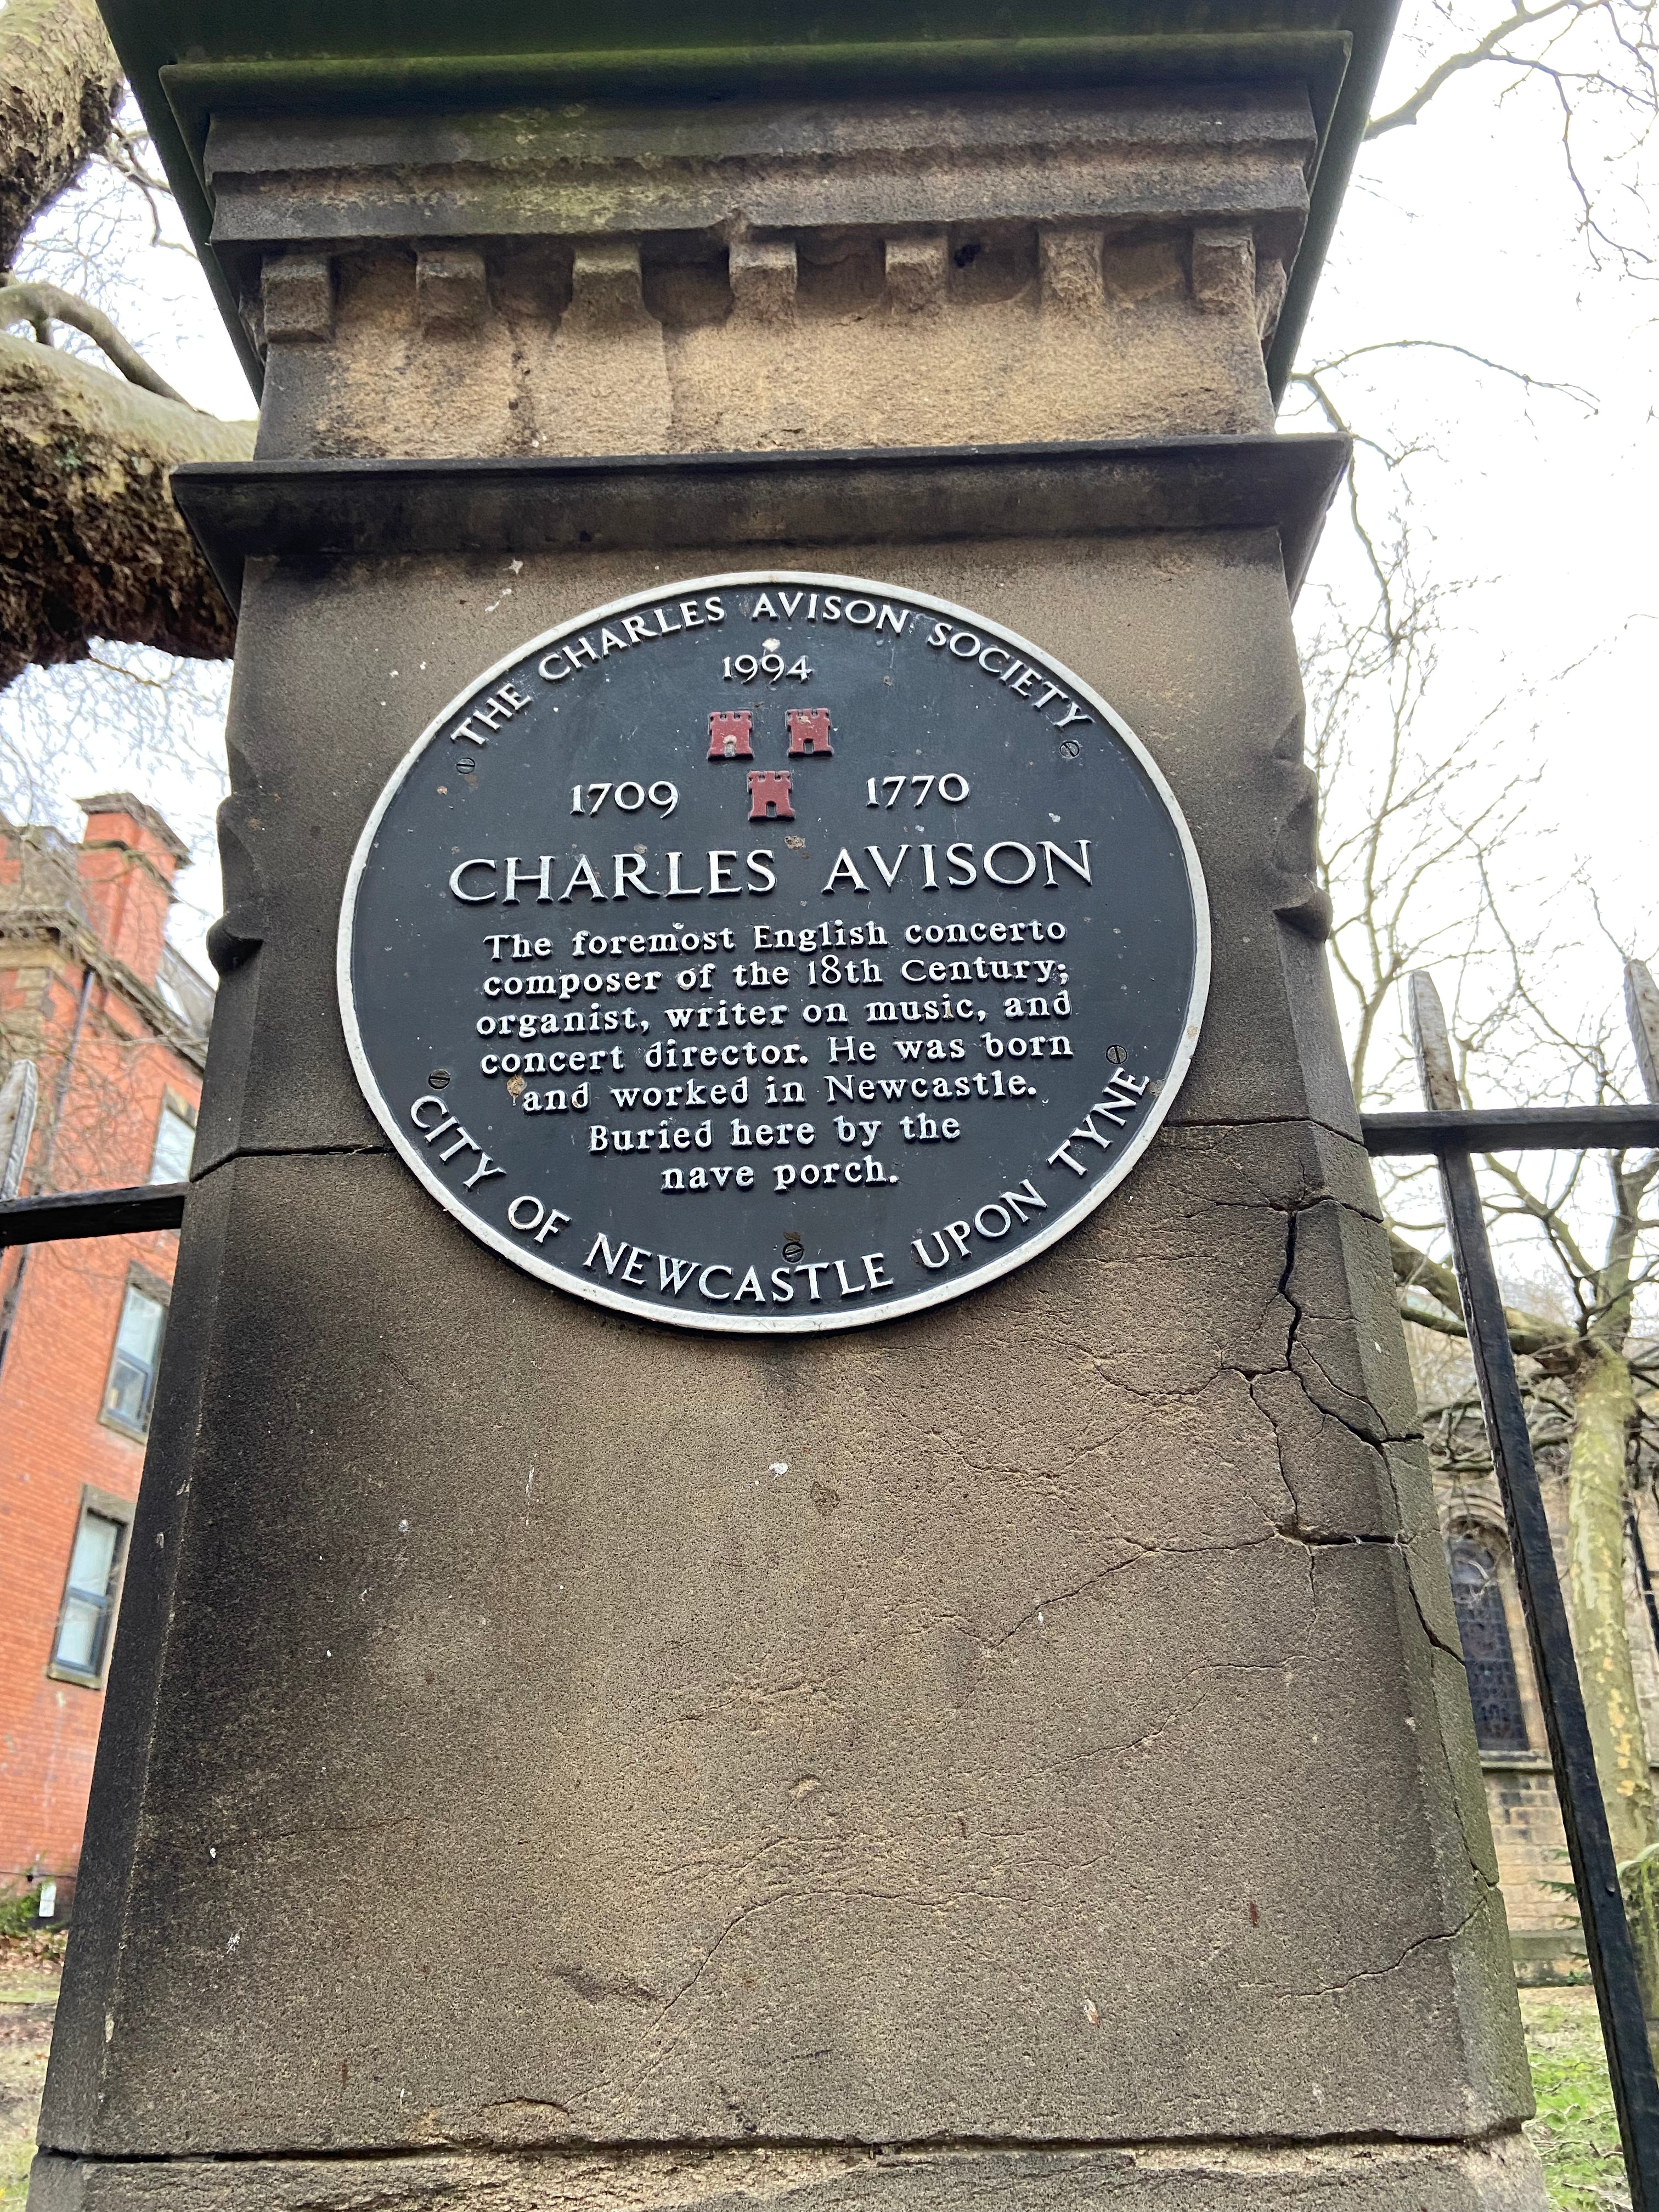 THE CHARLES AVISON SOCIETY
1994
1709 1770
CHARLES AVISON
The foremost English concerto
composer of the 18th Century;
organist, writer on music, and
concert director. He was born
and worked in Newcastle.
Buried here by the
nave porch.
CITY OF NEWCASTLE UPON TYNE